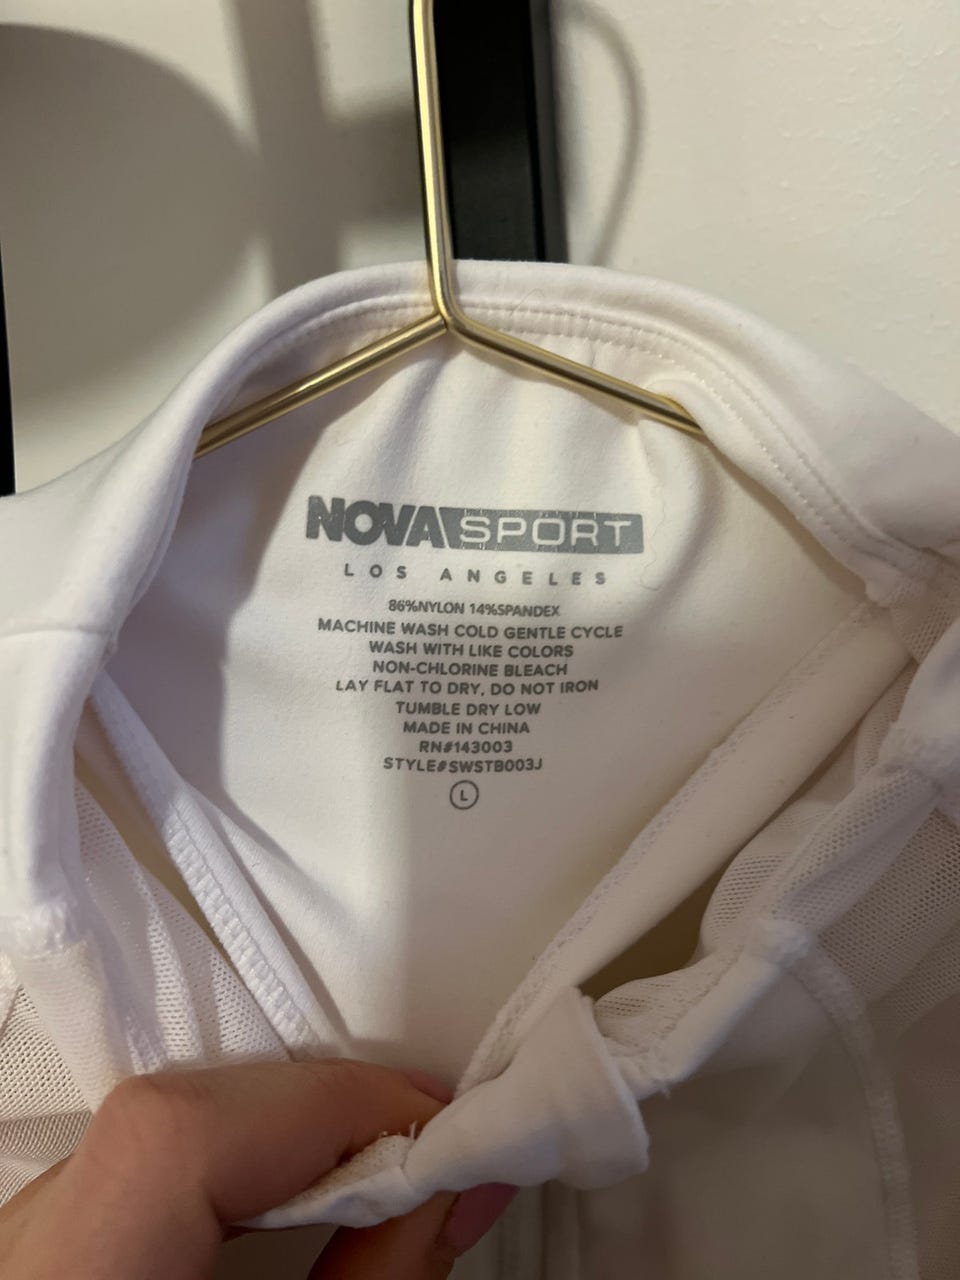 NOVA SPORT
LOS ANGELES
86%NYLON 14%SPANDEX
MACHINE WASH COLD GENTLE CYCLE
WASH WITH LIKE COLORS
NON-CHLORINE BLEACH
LAY FLAT TO DRY, DO NOT IRON
TUMBLE DRY LOW
MADE IN CHINA
RN#143003
STYLE#SWSTB003J
L